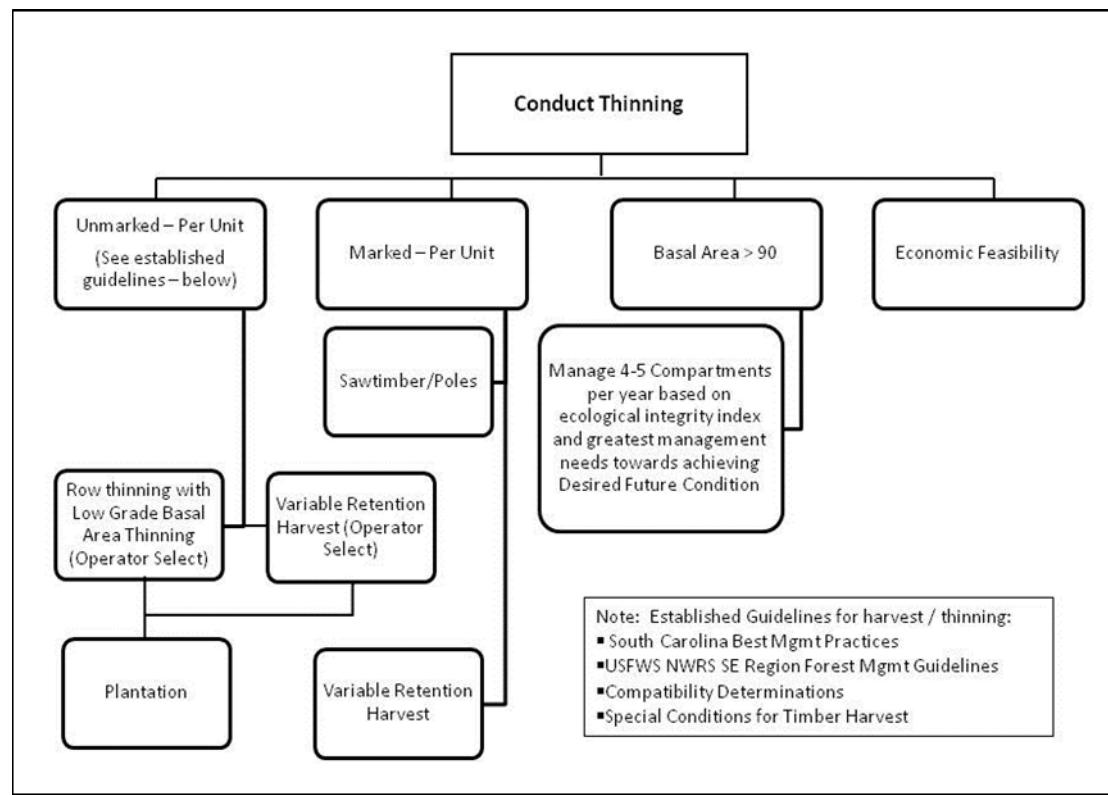 Conduct Thinning
Unmarked – Per Unit
(See established
guidelines – below)
Marked – Per Unit
Basal Area > 90
Economic Feasibility
Sawtimber/Poles
Manage 4-5 Compartments
per year based on
ecological integrity index
and greatest management
needs towards achieving
Desired Future Condition
Row thinning with
Low Grade Basal
Area Thinning
(Operator Select)
Variable Retention
Harvest (Operator
Select)
Plantation
Variable Retention
Harvest
Note: Established Guidelines for harvest / thinning:
▪South Carolina Best Mgmt Practices
▪USFWS NWRS SE Region Forest Mgmt Guidelines
▪Compatibility Determinations
▪Special Conditions for Timber Harvest